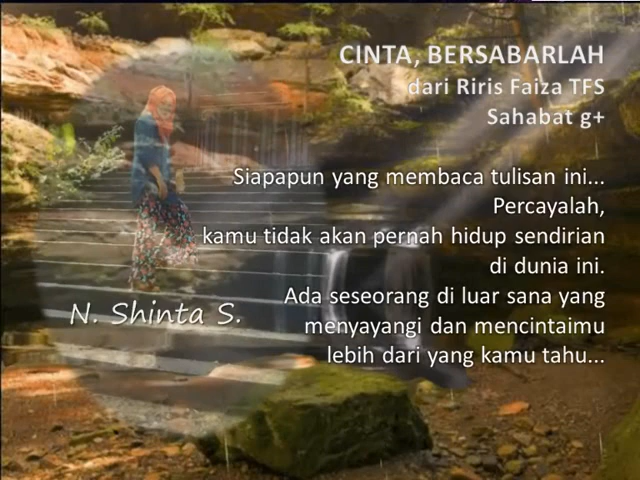 CINTA, BERSABARLAH
dari Riris Faiza TFS
Sahabat g+
Siapapun yang membaca tulisan ini...
Percayalah,
kamu tidak akan pernah hidup sendirian
di dunia ini.
Ada seseorang di luar sana yang
menyayangi dan mencintaimu
lebih dari yang kamu tahu...
N. Shinta S.